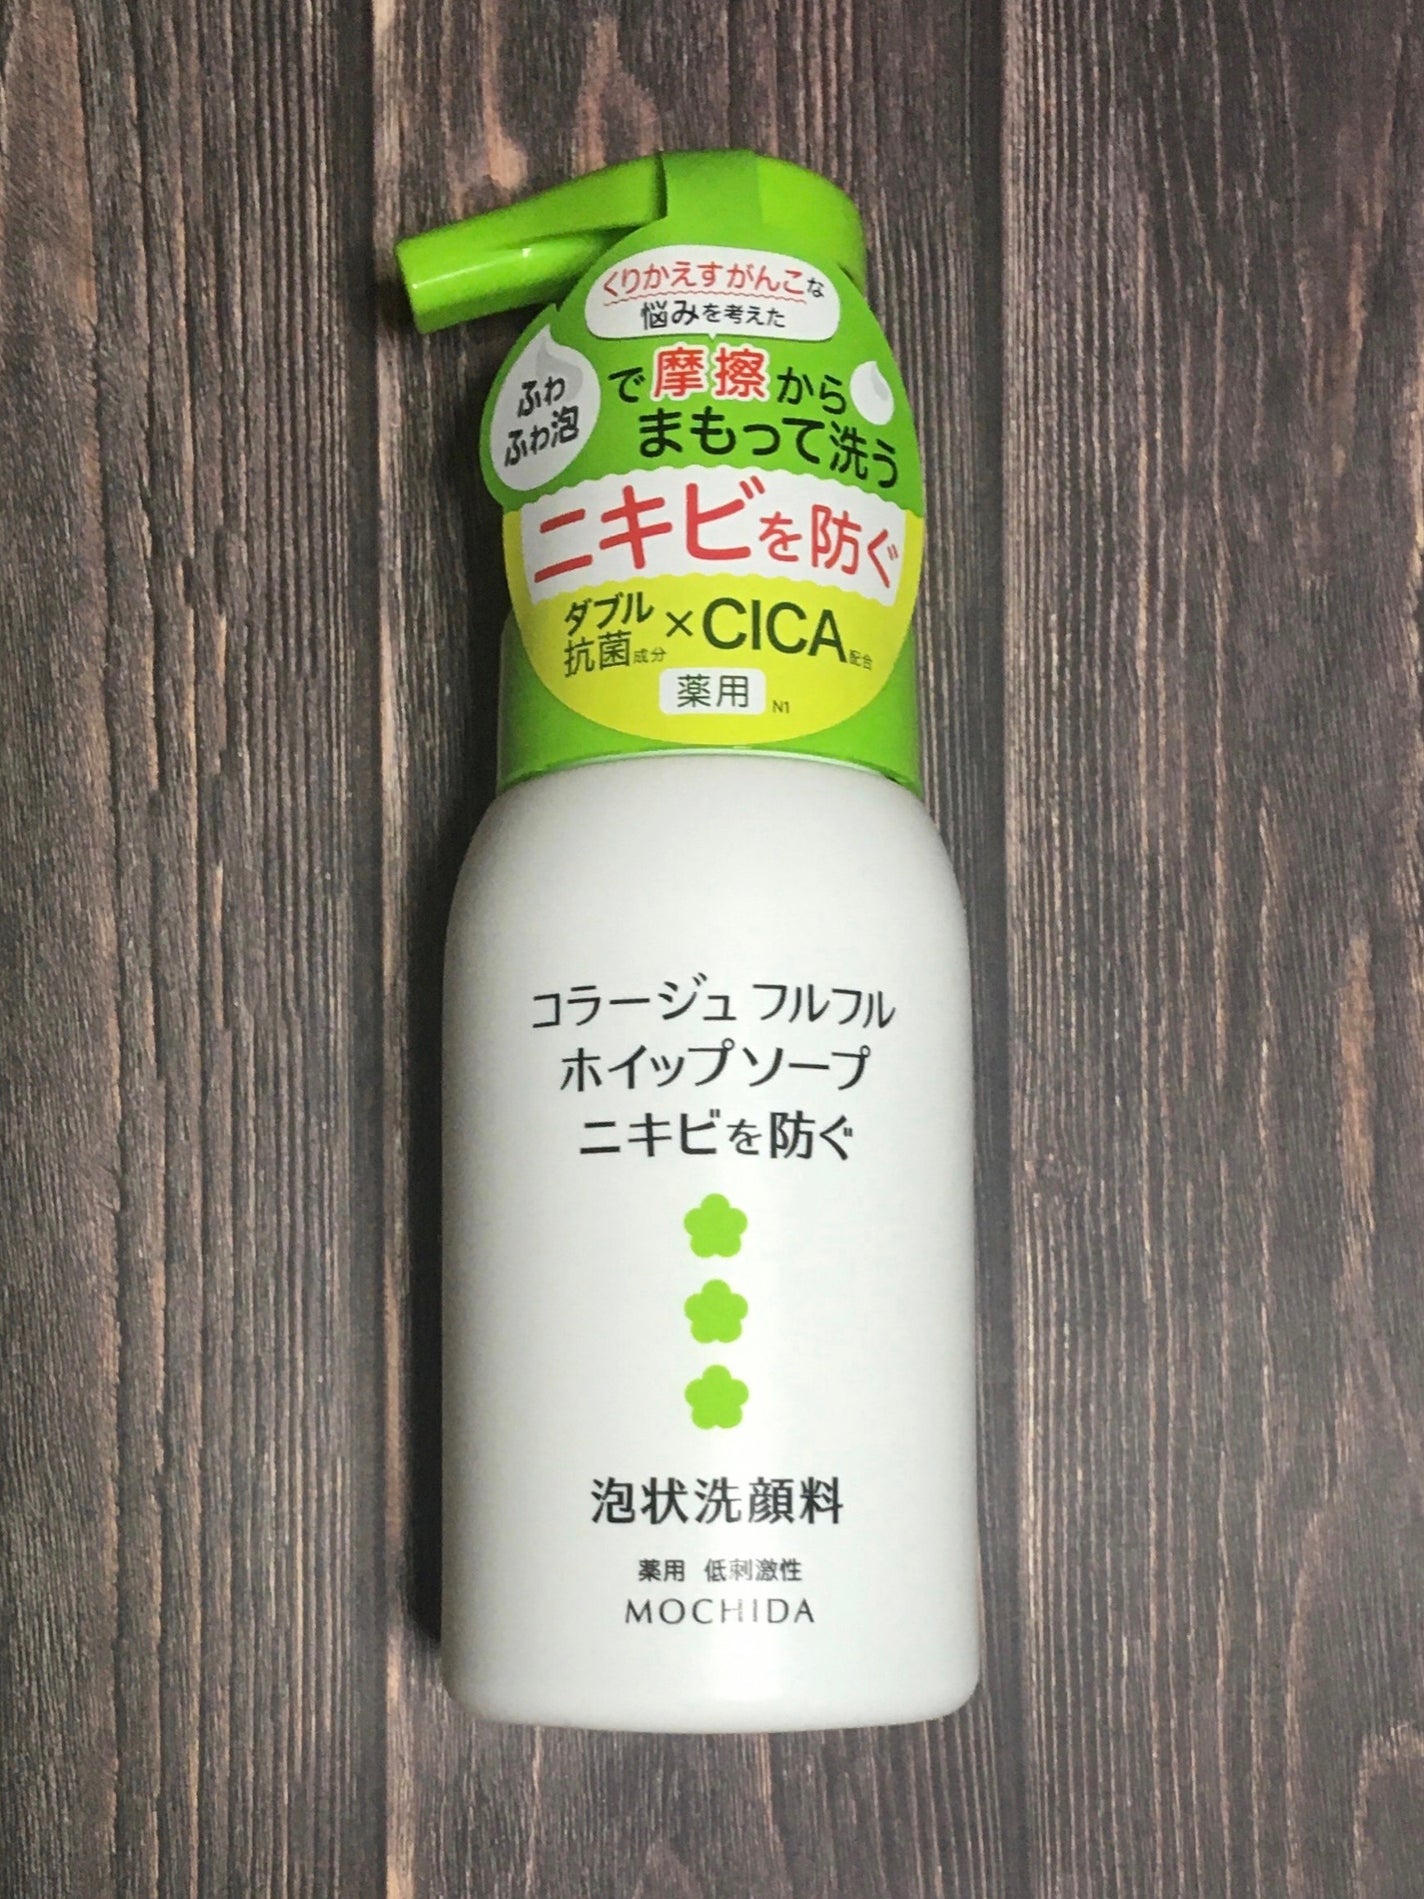 くりかえすがんこな
悩みを考えた
ふわ
ふわ泡
で摩擦から
まもって洗う
ニキビを防ぐ
ダブル
抗菌成分
×CICA配合
薬用
N1
コラージュフルフル
ホイップソープ
ニキビを防ぐ
泡状洗顔料
薬用 低刺激性
MOCHIDA